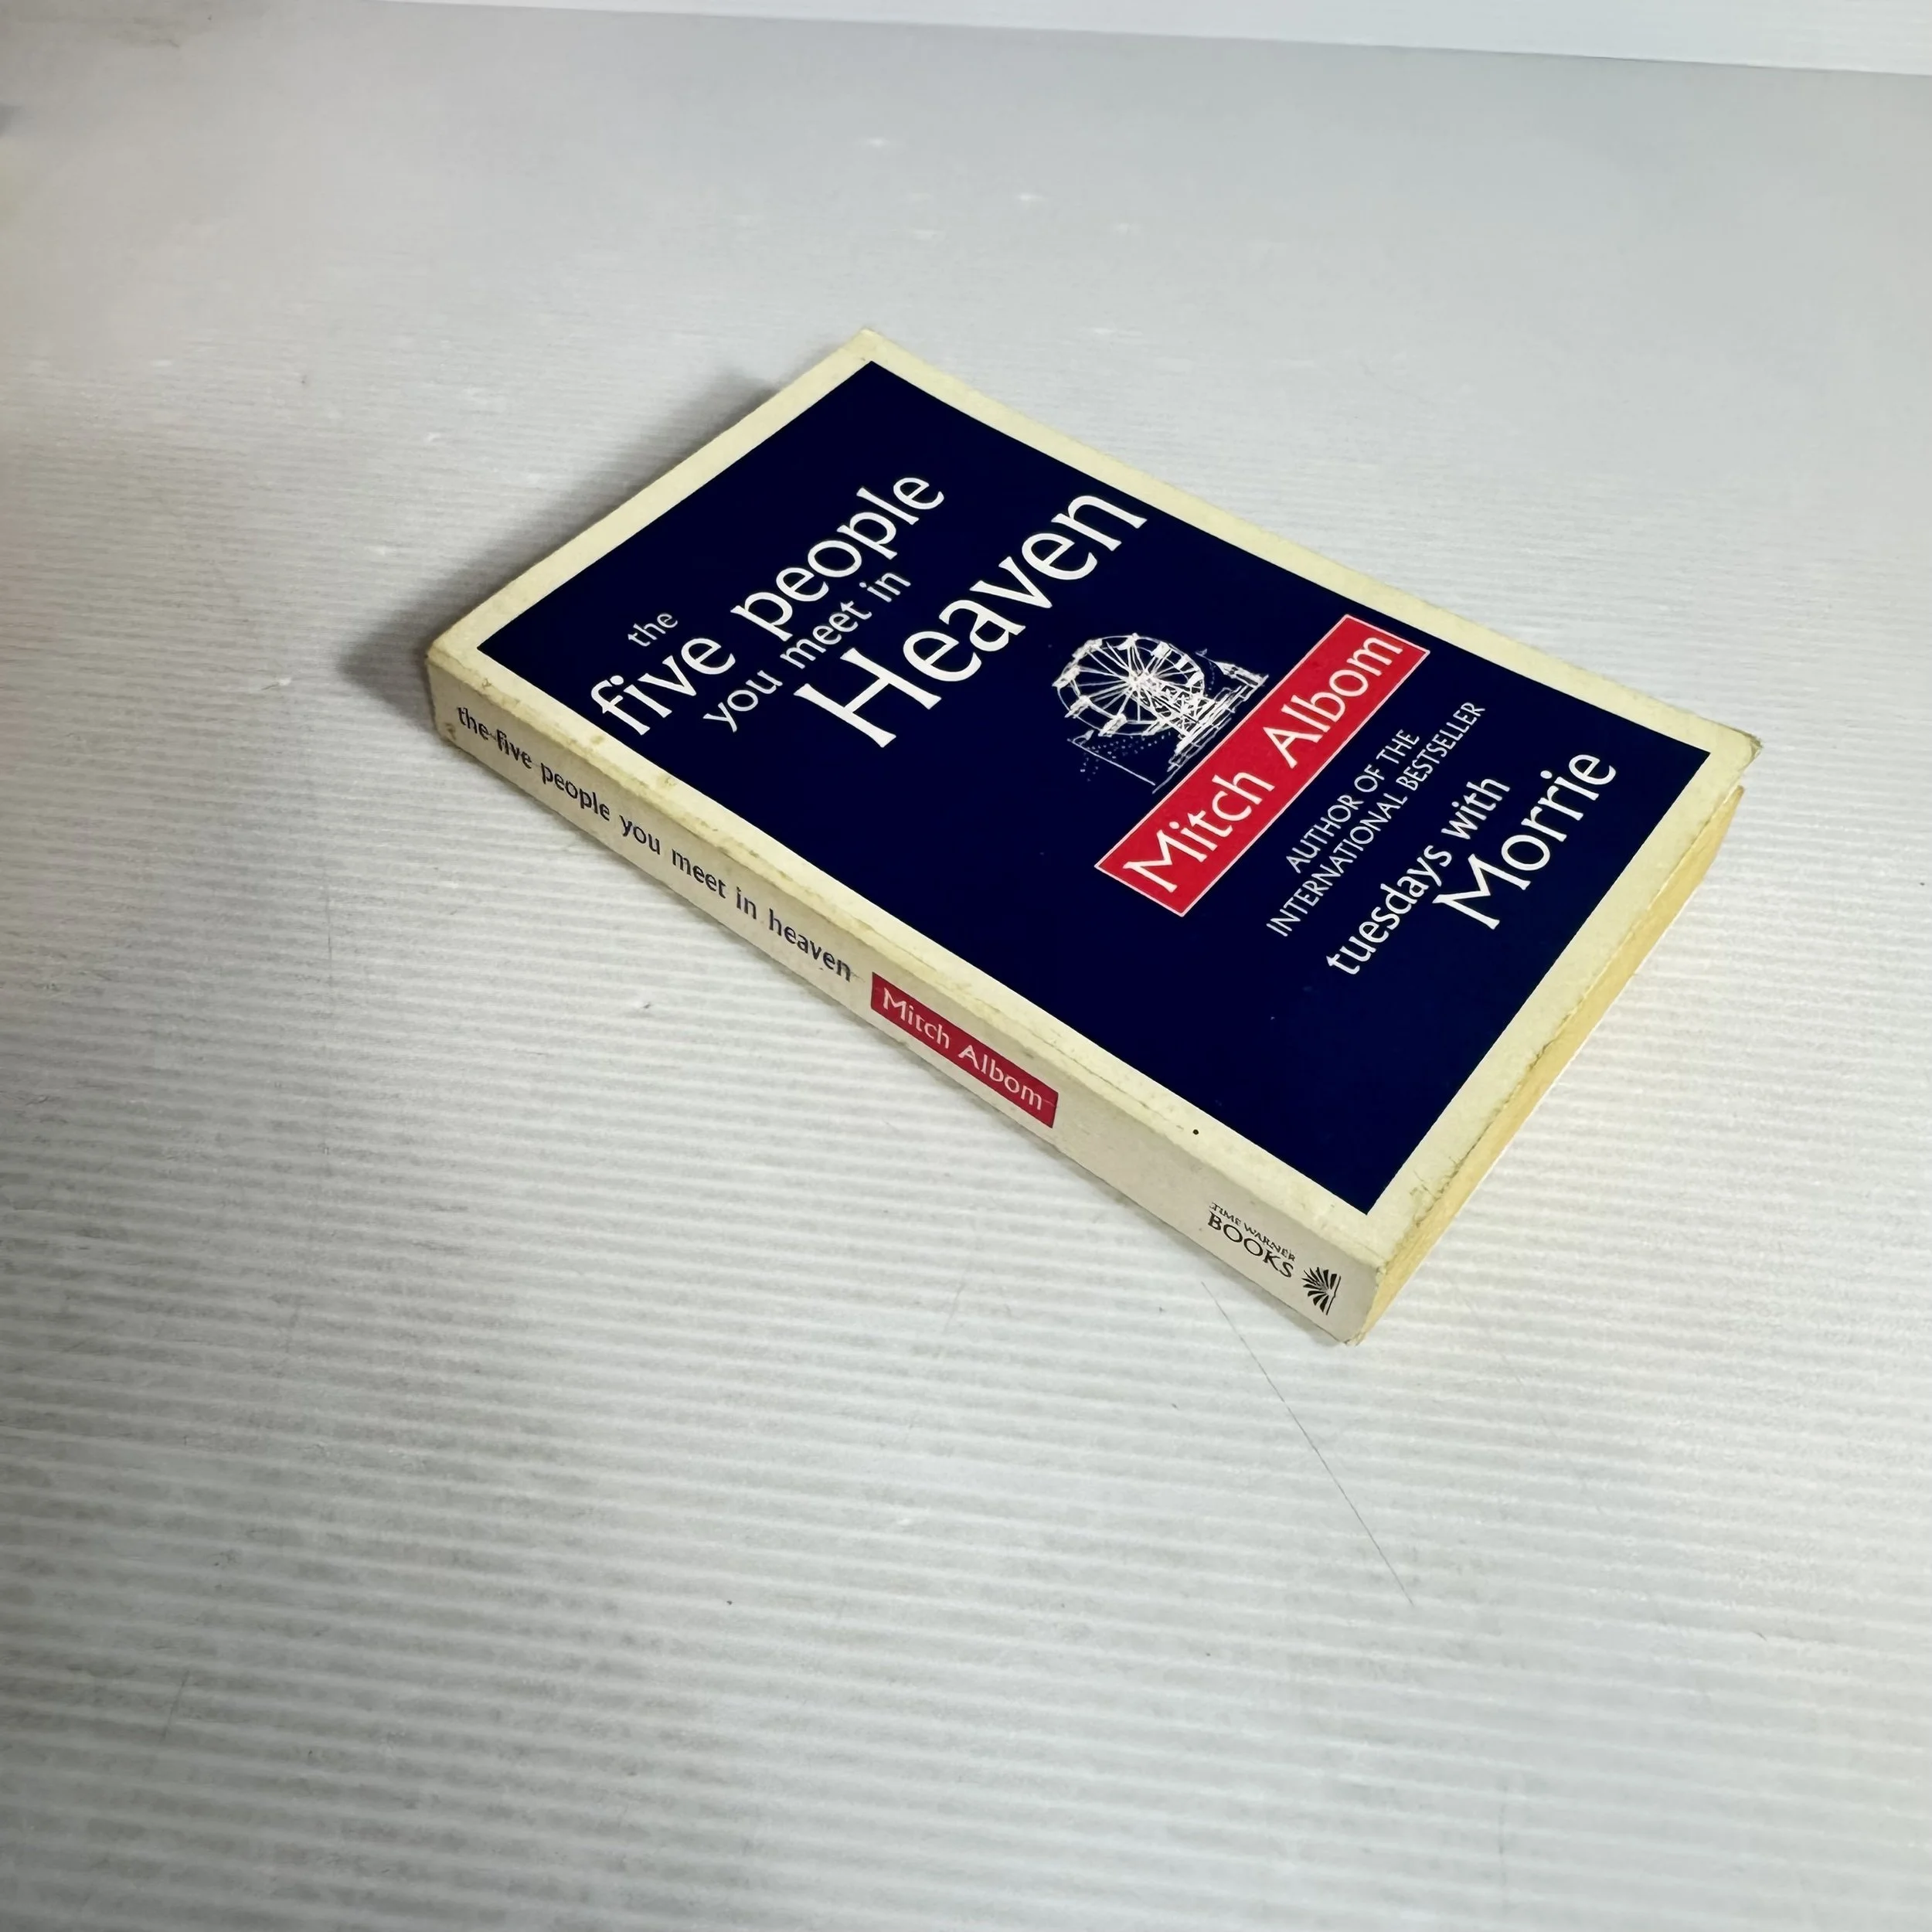 the
five people
you meet in
Heaven
Mitch Albom
AUTHOR OF THE
INTERNATIONAL BESTSELLER
tuesdays with
Morrie
the five people you meet in heaven
Mitch Albom
TIME WARNER
BOOKS